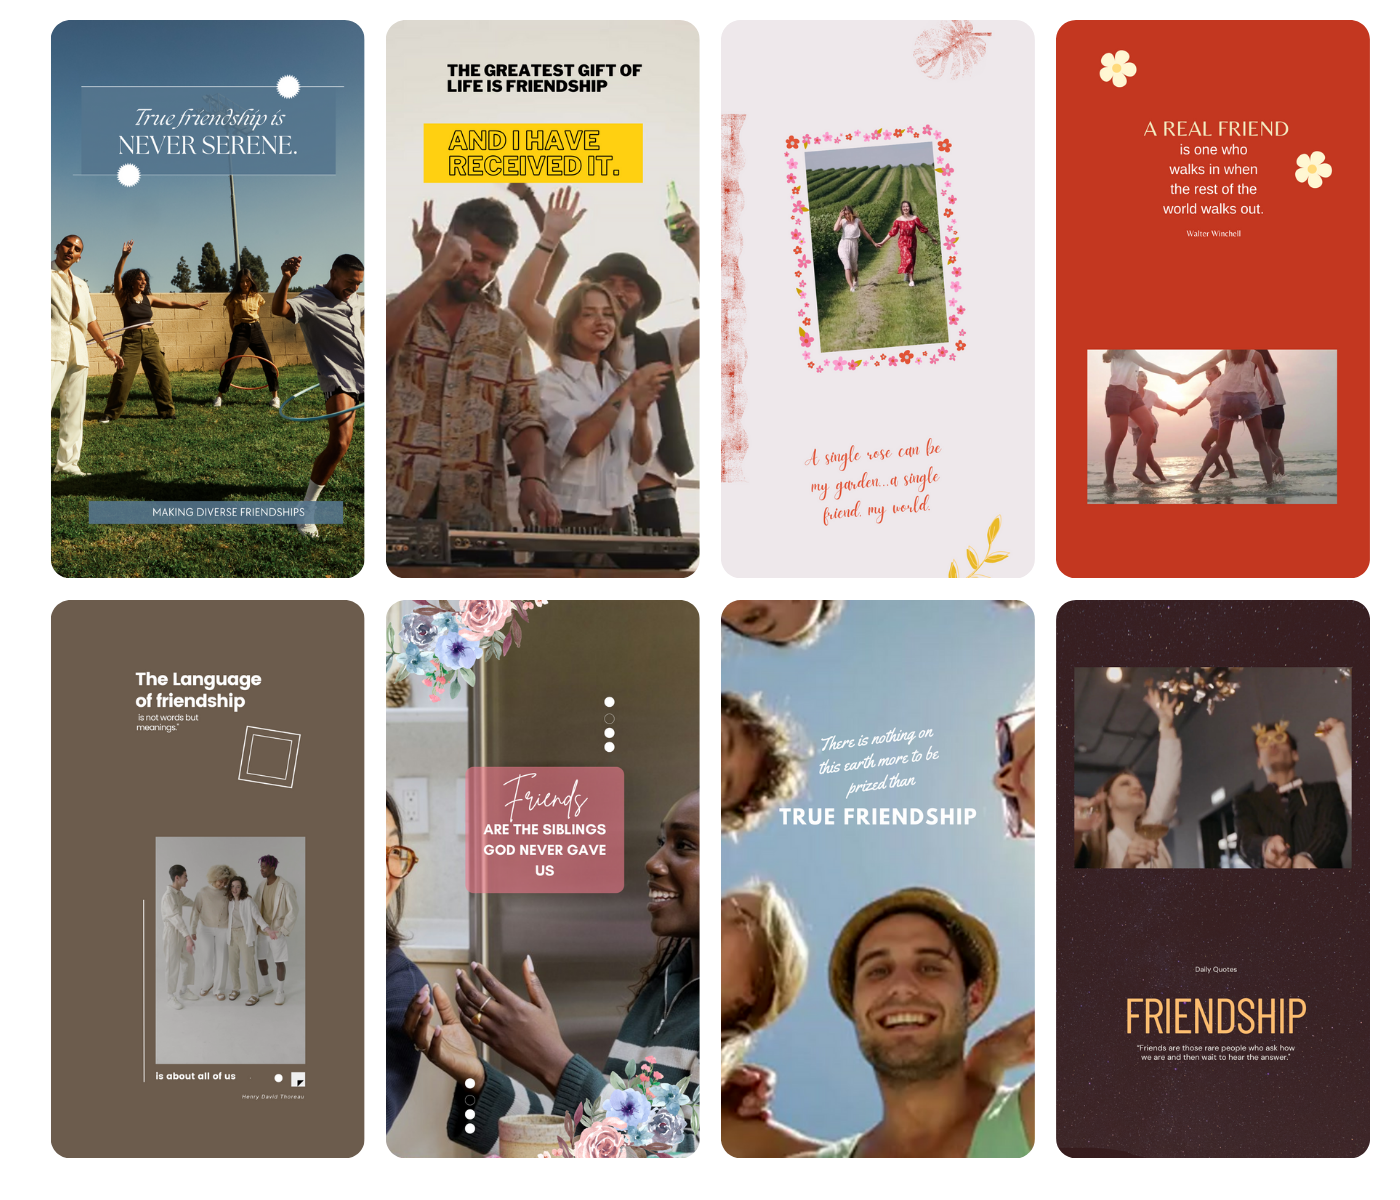 True friendship is
NEVER SERENE.
MAKING DIVERSE FRIENDSHIPS
THE GREATEST GIFT OF
LIFE IS FRIENDSHIP
AND I HAVE
RECEIVED IT.
A single rose can be
my garden...a single
friend, my world.
A REAL FRIEND
is one who
walks in when
the rest of the
world walks out.
Walter Winchell
The Language
of friendship
is not words but
meanings."
is about all of us
Henry David Thoreau
Friends
ARE THE SIBLINGS
GOD NEVER GAVE
US
There is nothing on
this earth more to be
prized than
TRUE FRIENDSHIP
Daily Quotes
FRIENDSHIP
"Friends are those rare people who ask how
we are and then wait to hear the answer."